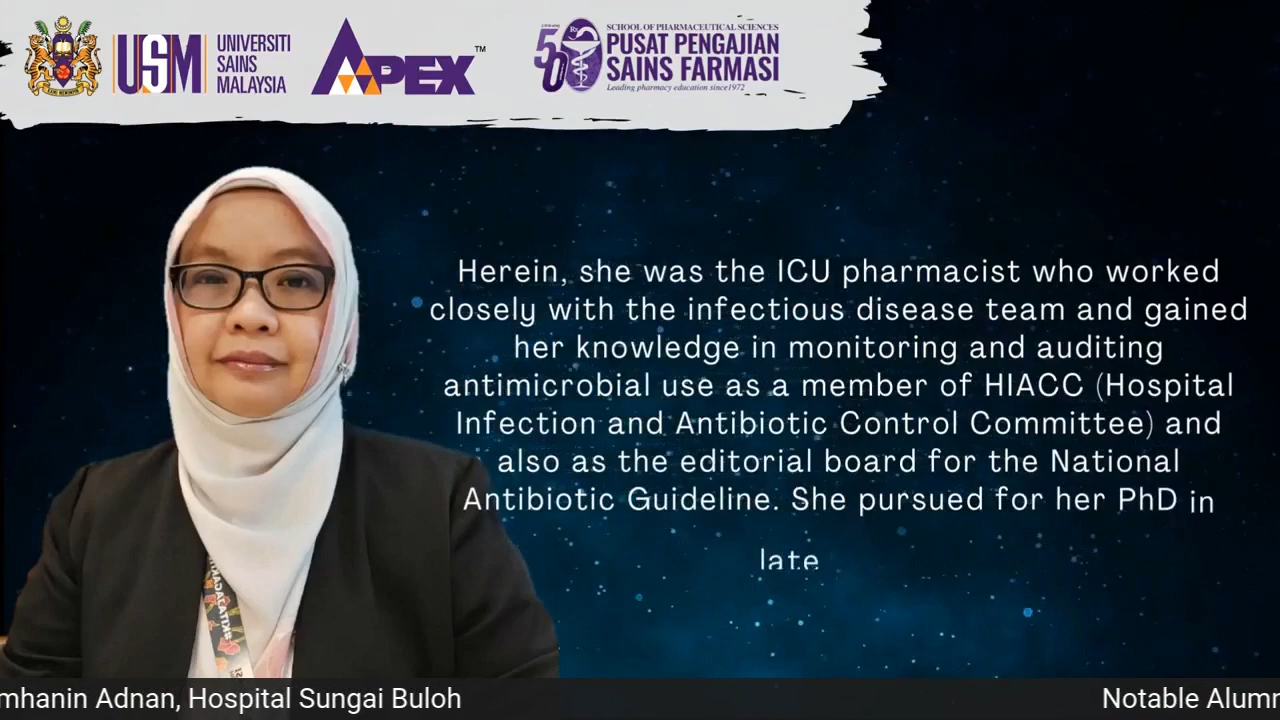 USM
UNIVERSITI
SAINS
MALAYSIA
APEX™
50
SCHOOL OF PHARMACEUTICAL SCIENCES
PUSAT PENGAJIAN
SAINS FARMASI
Leading pharmacy education since1972
Herein, she was the ICU pharmacist who worked
closely with the infectious disease team and gained
her knowledge in monitoring and auditing
antimicrobial use as a member of HIACC (Hospital
Infection and Antibiotic Control Committee) and
also as the editorial board for the National
Antibiotic Guideline. She pursued for her PhD in
late
mhanin Adnan, Hospital Sungai Buloh
Notable Alumn